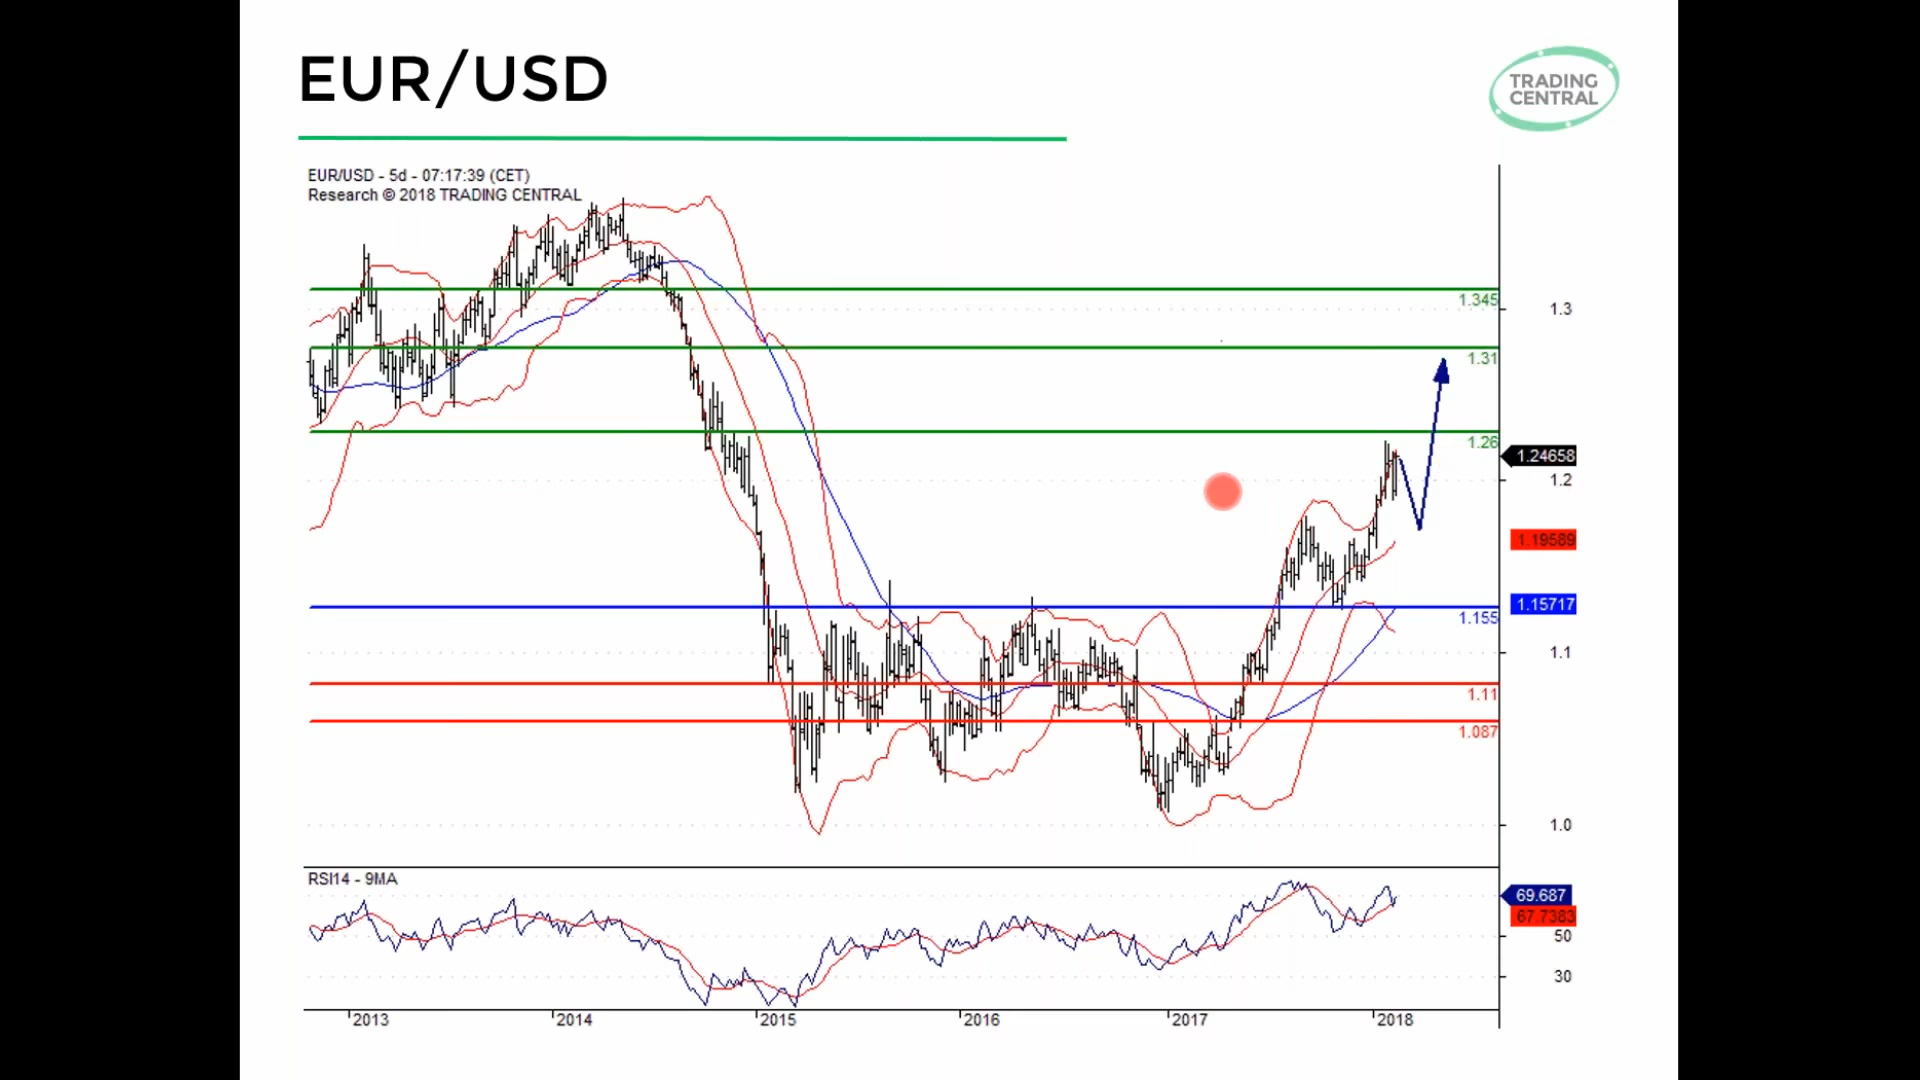 EUR/USD
TRADING
CENTRAL
EUR/USD - 5d - 07:17:39 (CET)
Research © 2018 TRADING CENTRAL
1.345
1.3
1.31
1.26
1.24658
1.2
1.19589
1.15717
1.155
1.1
1.11
1.087
1.0
RSI14 - 9MA
69.687
67.7383
50
30
2013 2014 2015 2016 2017 2018